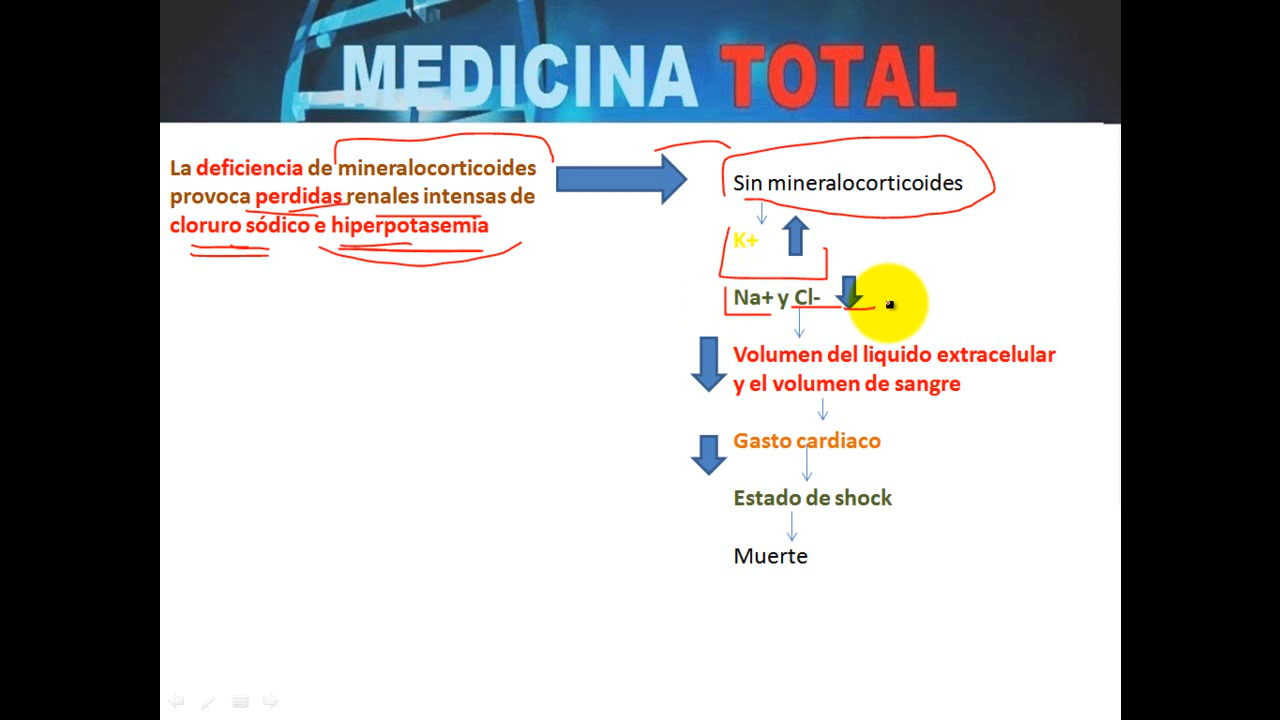 MEDICINA TOTAL
La deficiencia de mineralocorticoides
provoca perdidas renales intensas de
cloruro sódico e hiperpotasemia
Sin mineralocorticoides
K+
Na+ y Cl-
Volumen del liquido extracelular
y el volumen de sangre
Gasto cardiaco
Estado de shock
Muerte